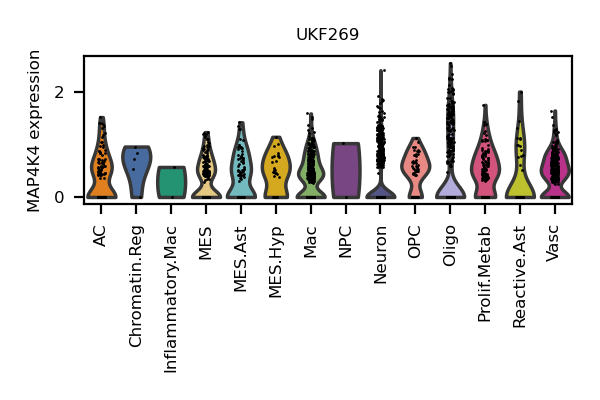 UKF269
MAP4K4 expression
2
0
AC
Chromatin.Reg
Inflammatory.Mac
MES
MES.Ast
MES.Hyp
Mac
NPC
Neuron
OPC
Oligo
Prolif.Metab
Reactive.Ast
Vasc